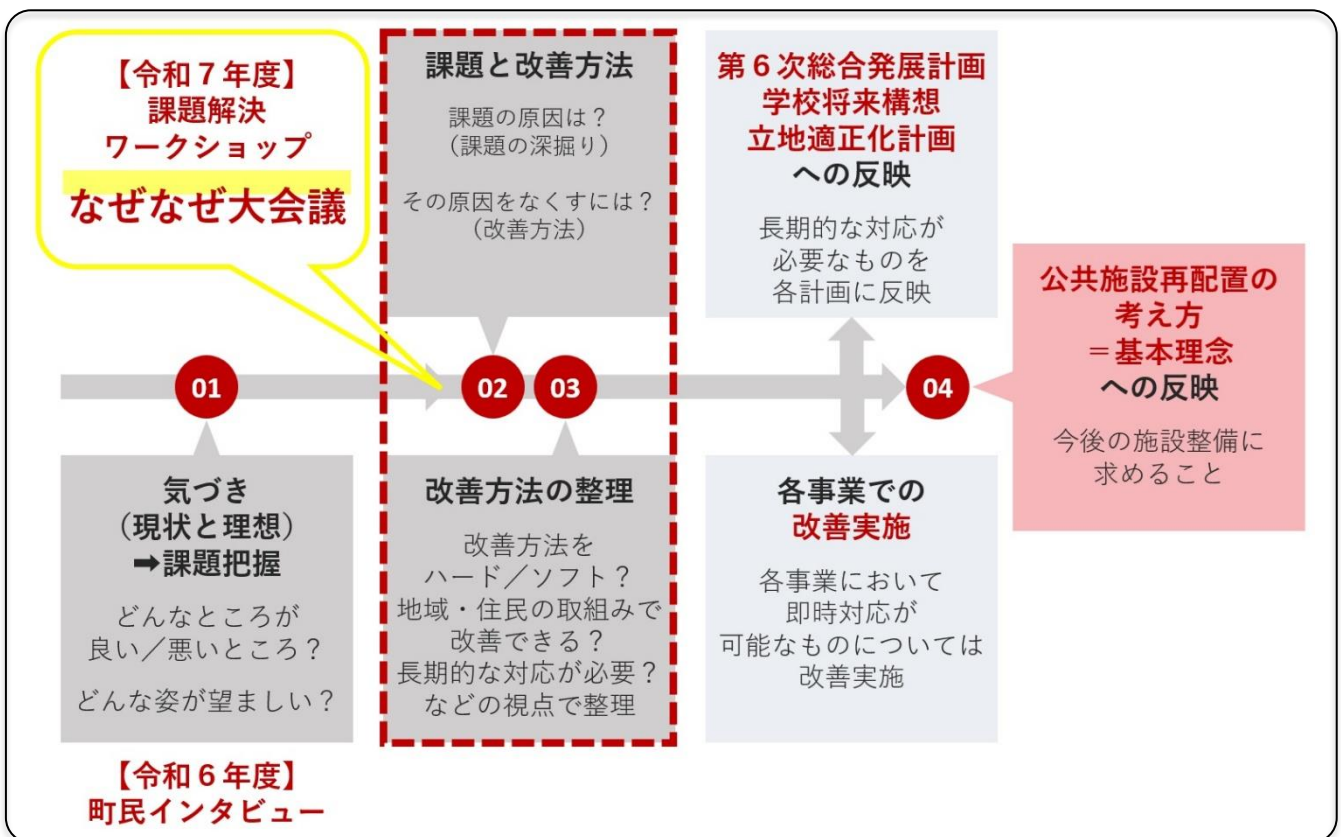 【令和７年度】
課題解決
ワークショップ
なぜなぜ大会議
課題と改善方法
課題の原因は？
（課題の深掘り）
その原因をなくすには？
（改善方法）
第６次総合発展計画
学校将来構想
立地適正化計画
への反映
長期的な対応が
必要なものを
各計画に反映
公共施設再配置の
考え方
＝基本理念
への反映
今後の施設整備に
求めること
01
02
03
04
気づき
（現状と理想）
➡課題把握
どんなところが
良い／悪いところ？
どんな姿が望ましい？
【令和６年度】
町民インタビュー
改善方法の整理
改善方法を
ハード／ソフト？
地域・住民の取組みで
改善できる？
長期的な対応が必要？
などの視点で整理
各事業での
改善実施
各事業において
即時対応が
可能なものについては
改善実施